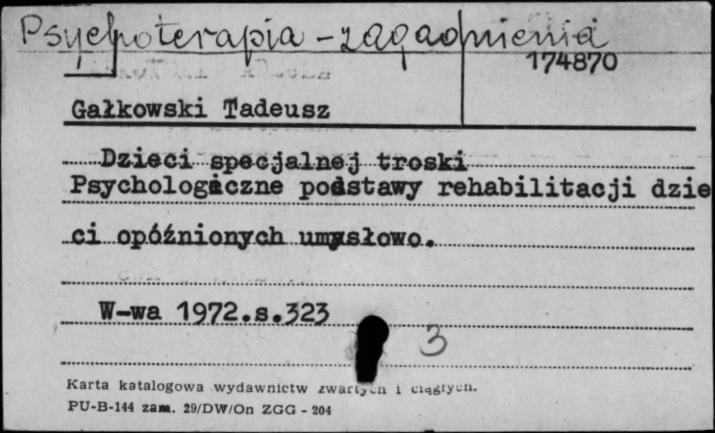 Psychoterapia - zagadnienia
174870
Gałkowski Tadeusz
Dzieci specjalnej troski
Psychologiczne podstawy rehabilitacji dzie
ci opóźnionych umysłowo.
W-wa 1972.s.323
3
Karta katalogowa wydawnictw zwartych i ciągłych.
PU-B-144 zam. 29/DW/On ZGG - 204